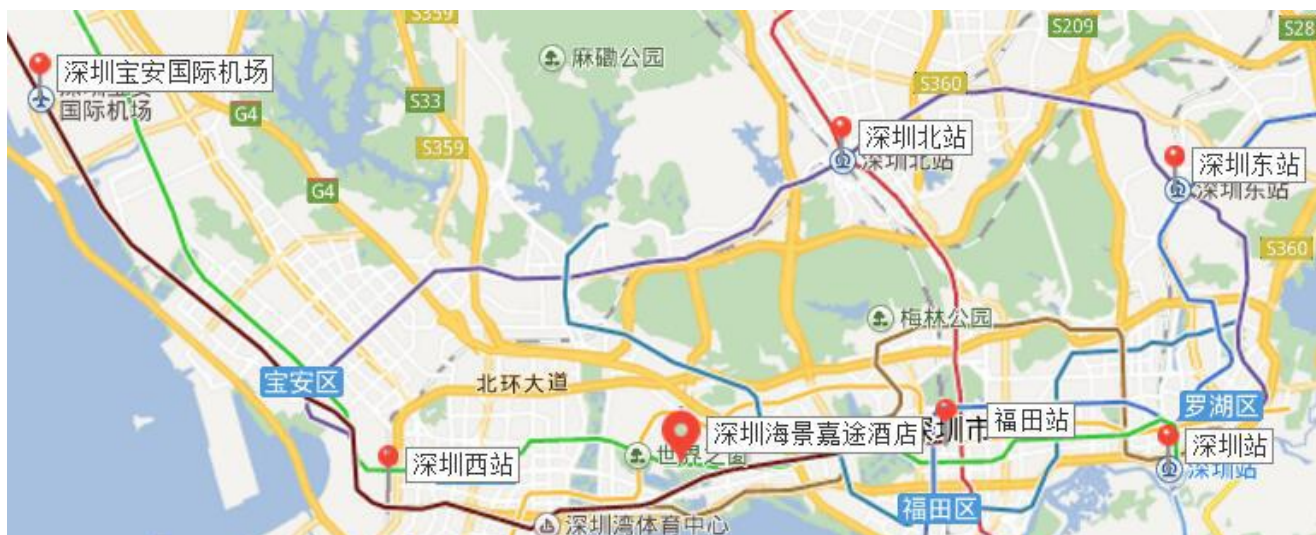 S359
S209
S28
麻磡公园
深圳宝安国际机场
国际机场
S360
S33
G4
深圳北站
深圳北站
S359
深圳东站
深圳东站
G4
S360
梅林公园
宝安区
北环大道
罗湖区
深圳海景嘉途酒店
深圳市
福田站
深圳站
深圳西站
世界之窗
深圳站
福田区
深圳湾体育中心